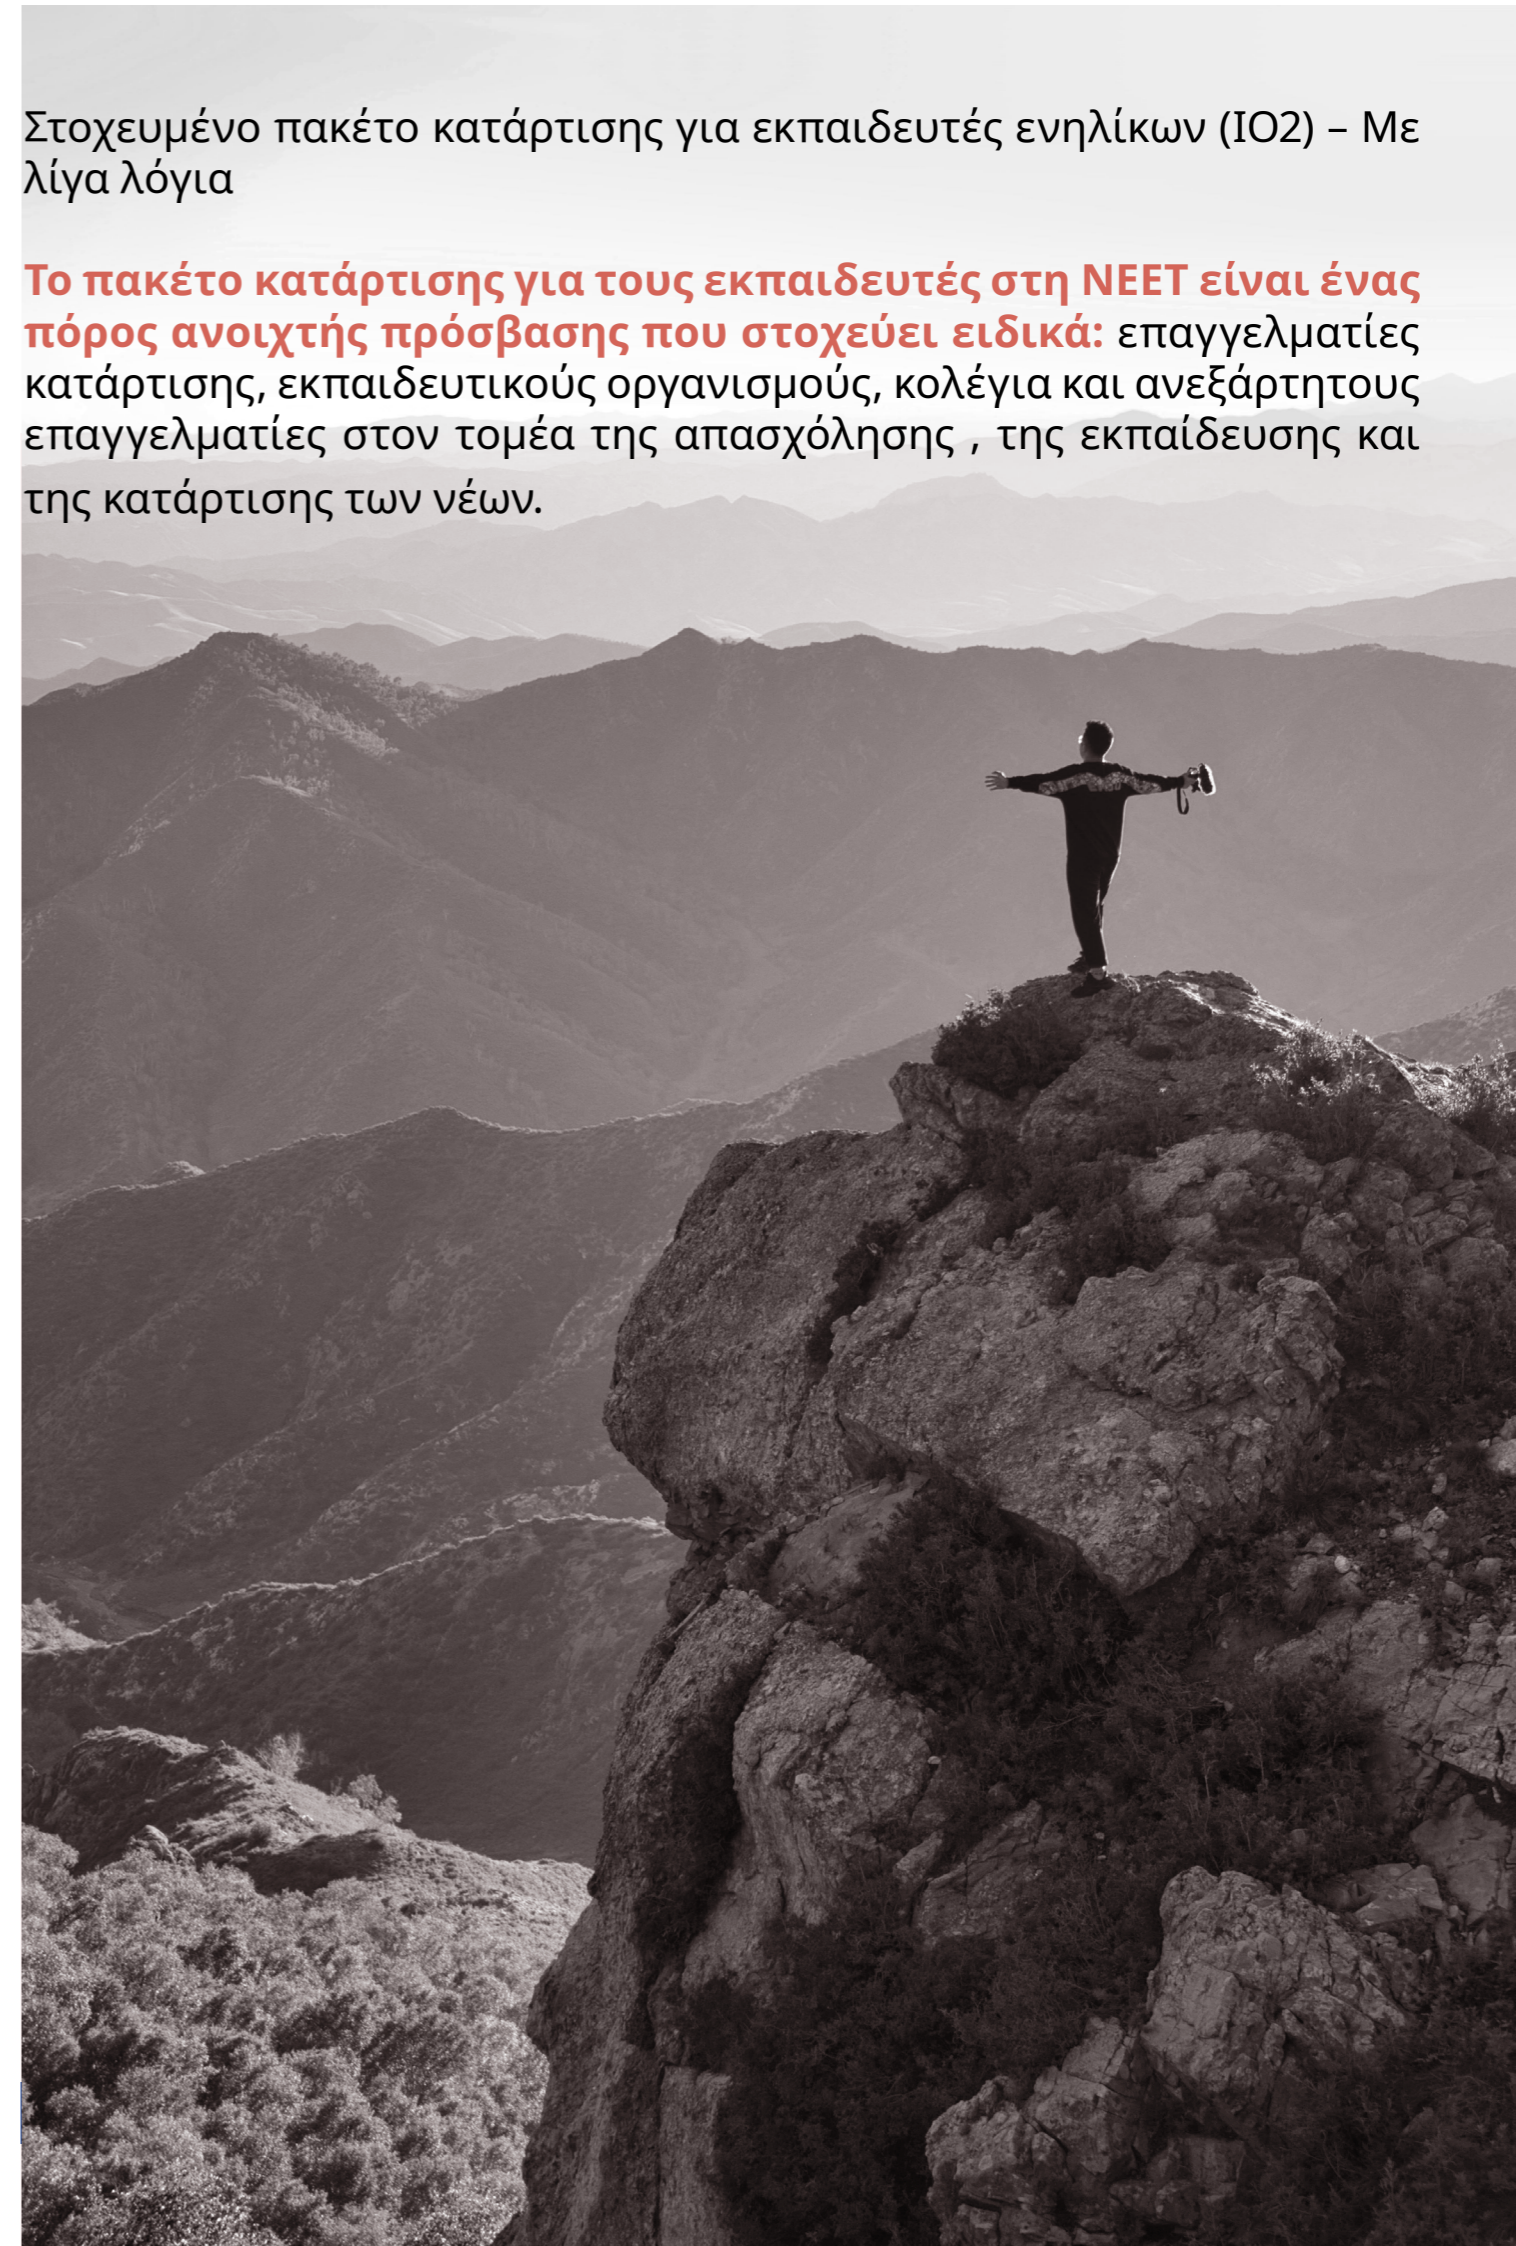 Στοχευμένο πακέτο κατάρτισης για εκπαιδευτές ενηλίκων (IO2) – Με
λίγα λόγια
Το πακέτο κατάρτισης για τους εκπαιδευτές στη NEET είναι ένας
πόρος ανοιχτής πρόσβασης που στοχεύει ειδικά: επαγγελματίες
κατάρτισης, εκπαιδευτικούς οργανισμούς, κολέγια και ανεξάρτητους
επαγγελματίες στον τομέα της απασχόλησης , της εκπαίδευσης και
της κατάρτισης των νέων.